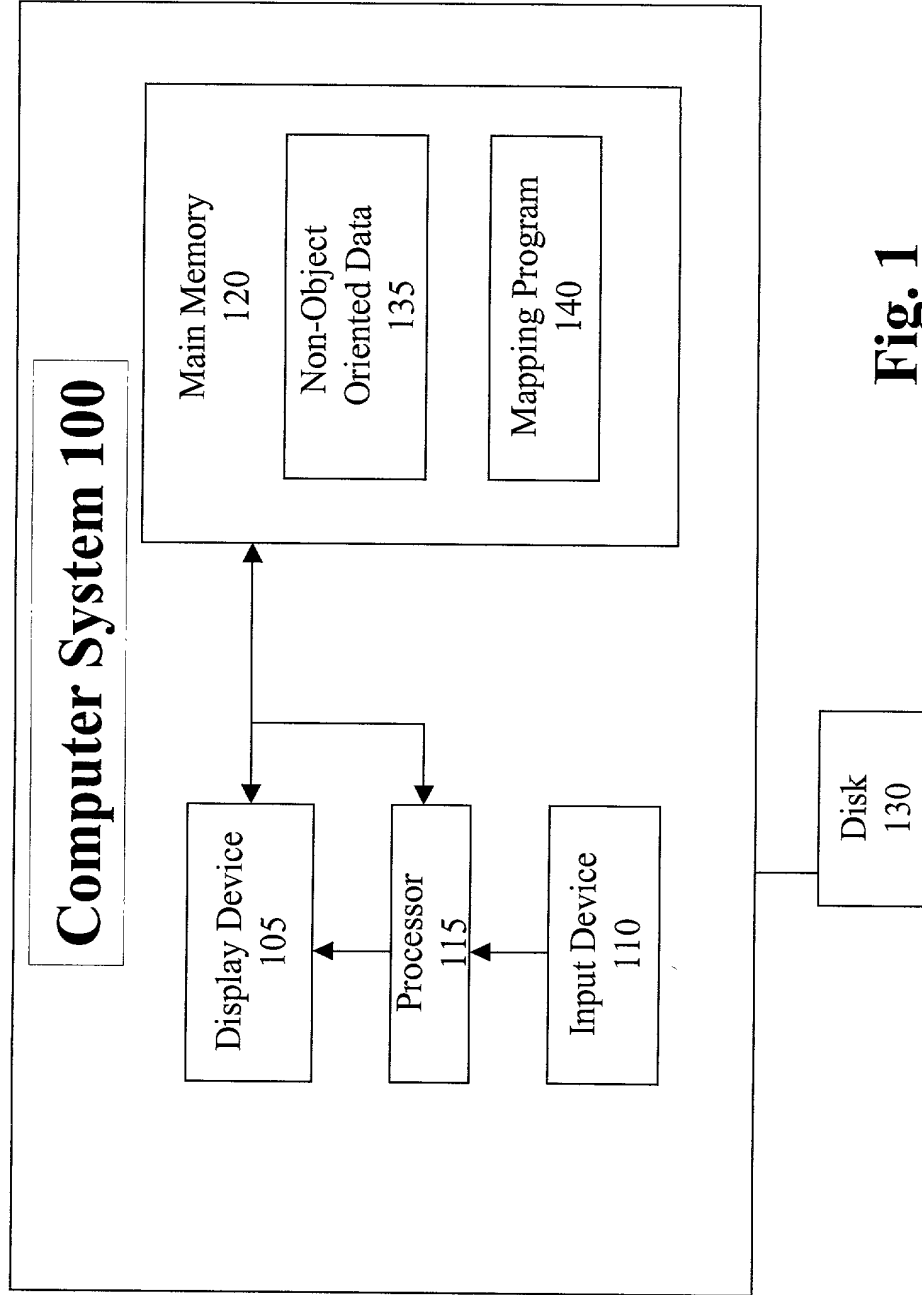 Computer System 100
Display Device
105
Processor
115
Input Device
110
Main Memory
120
Non-Object
Oriented Data
135
Mapping Program
140
Disk
130
Fig. 1